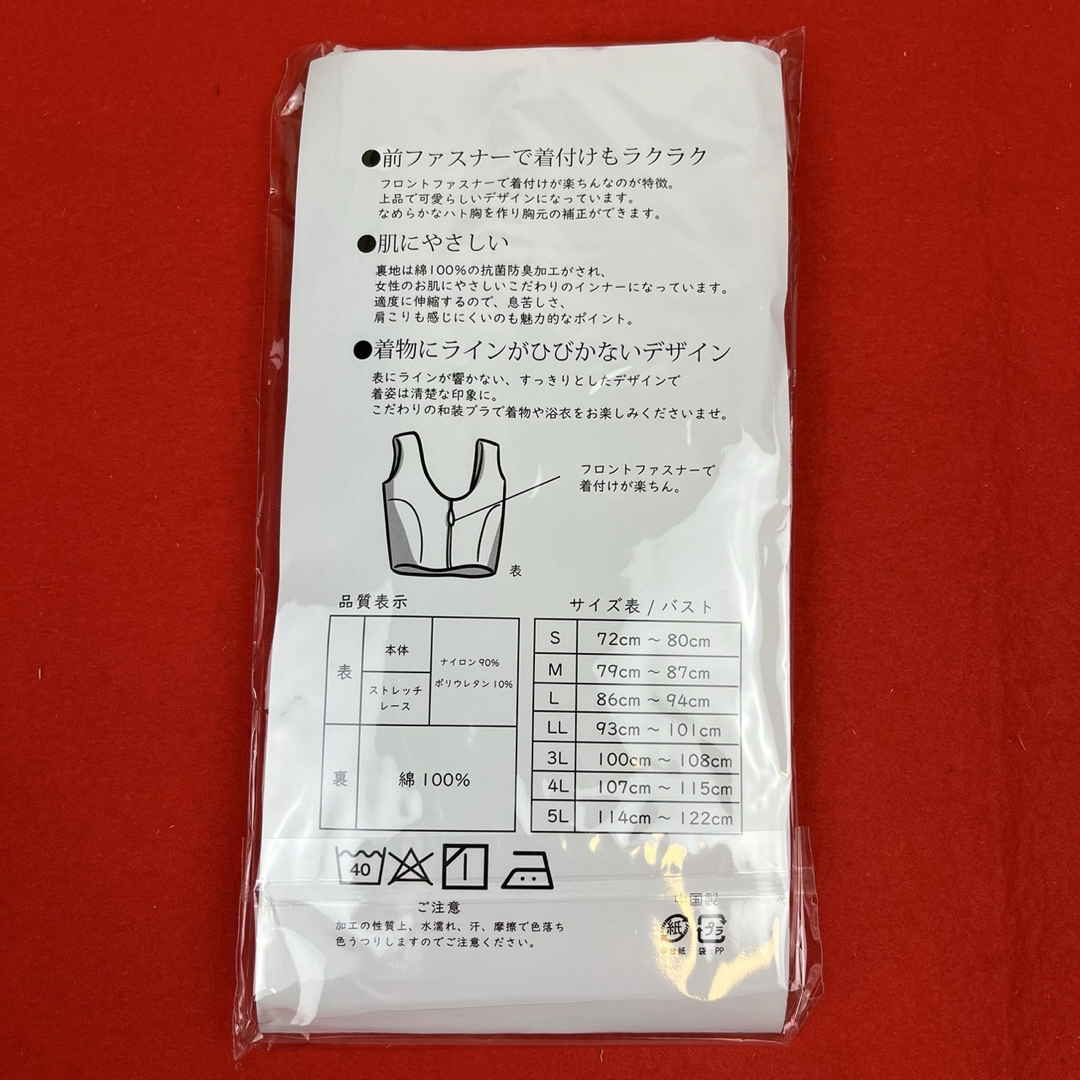 ●前ファスナーで着付けもラクラク
フロントファスナーで着付けが楽ちんなのが特徴。
上品で可愛らしいデザインになっています。
なめらかなハト胸を作り胸元の補正ができます。
●肌にやさしい
裏地は綿100%の抗菌防臭加工がされ、
女性のお肌にやさしいこだわりのインナーになっています。
適度に伸縮するので、息苦しさ、
肩こりも感じにくいのも魅力的なポイント。
●着物にラインがひびかないデザイン
表にラインが響かない、すっきりとしたデザインで
着姿は清楚な印象に。
こだわりの和装ブラで着物や浴衣をお楽しみくださいませ。
フロントファスナーで
着付けが楽ちん。
表
品質表示
表
本体
ストレッチ
レース
ナイロン90%
ポリウレタン10%
裏
綿100%
サイズ表 / バスト
S 72cm ～ 80cm
M 79cm ～ 87cm
L 86cm ～ 94cm
LL 93cm ～ 101cm
3L 100cm ～ 108cm
4L 107cm ～ 115cm
5L 114cm ～ 122cm
40
ご注意
加工の性質上、水濡れ、汗、摩擦で色落ち
色うつりしますのでご注意ください。
中国製
紙 プラ
中台紙 袋:PP